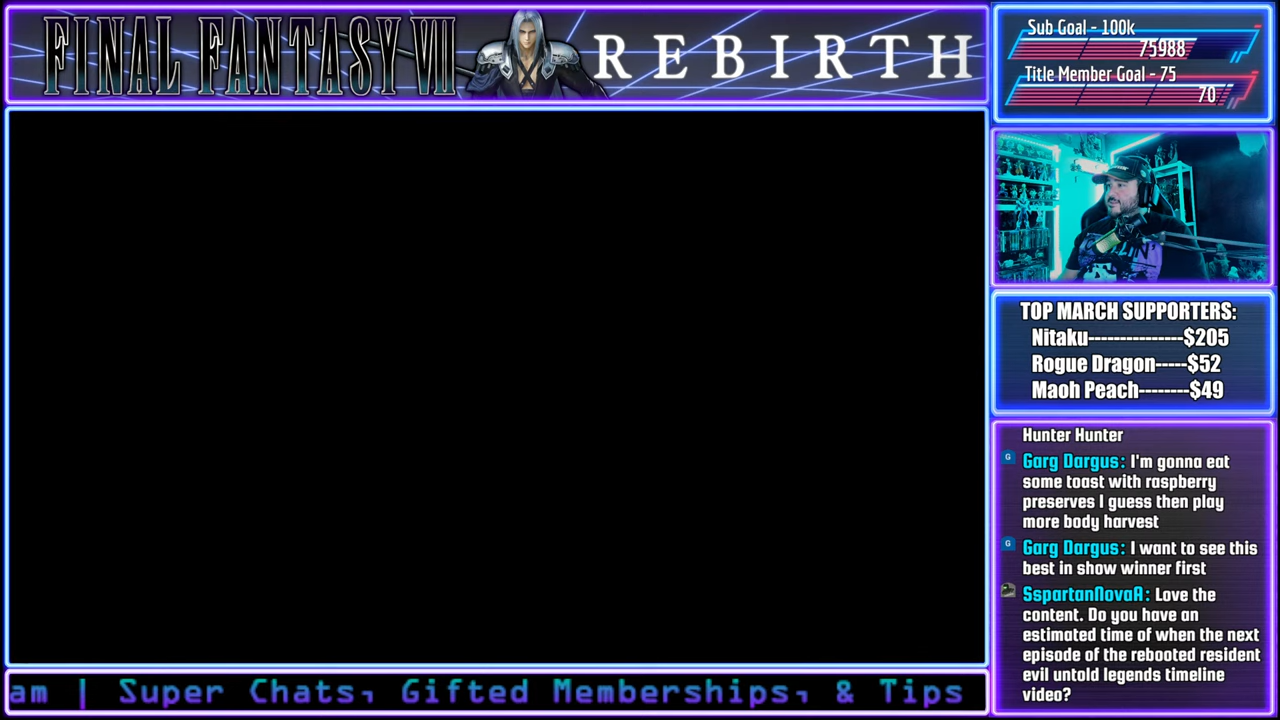 FINAL FANTASY VII REBIRTH
Sub Goal - 100k
75988
Title Member Goal - 75
70
TOP MARCH SUPPORTERS:
Nitaku---------------$205
Rogue Dragon-----$52
Maoh Peach--------$49
Hunter Hunter
G Garg Dargus: I'm gonna eat
some toast with raspberry
preserves I guess then play
more body harvest
G Garg Dargus: I want to see this
best in show winner first
SspartanNovaA: Love the
content. Do you have an
estimated time of when the next
episode of the rebooted resident
evil untold legends timeline
video?
am | Super Chats, Gifted Memberships, & Tips